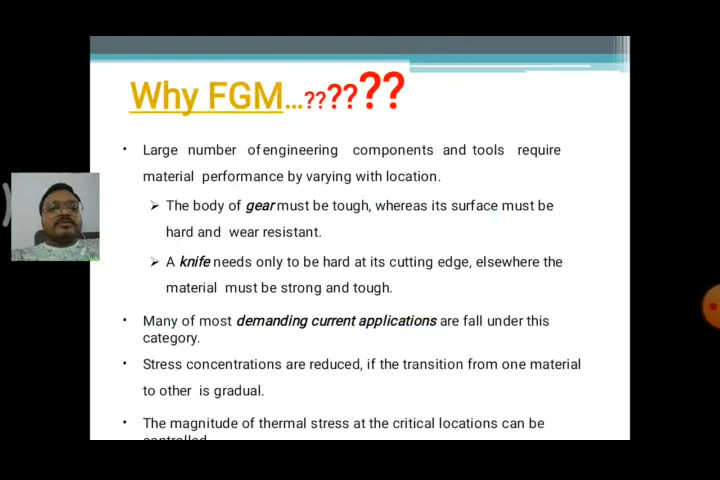 Why FGM...??????
• Large number of engineering components and tools require
material performance by varying with location.
➢ The body of gear must be tough, whereas its surface must be
hard and wear resistant.
➢ A knife needs only to be hard at its cutting edge, elsewhere the
material must be strong and tough.
• Many of most demanding current applications are fall under this
category.
• Stress concentrations are reduced, if the transition from one material
to other is gradual.
• The magnitude of thermal stress at the critical locations can be
controlled